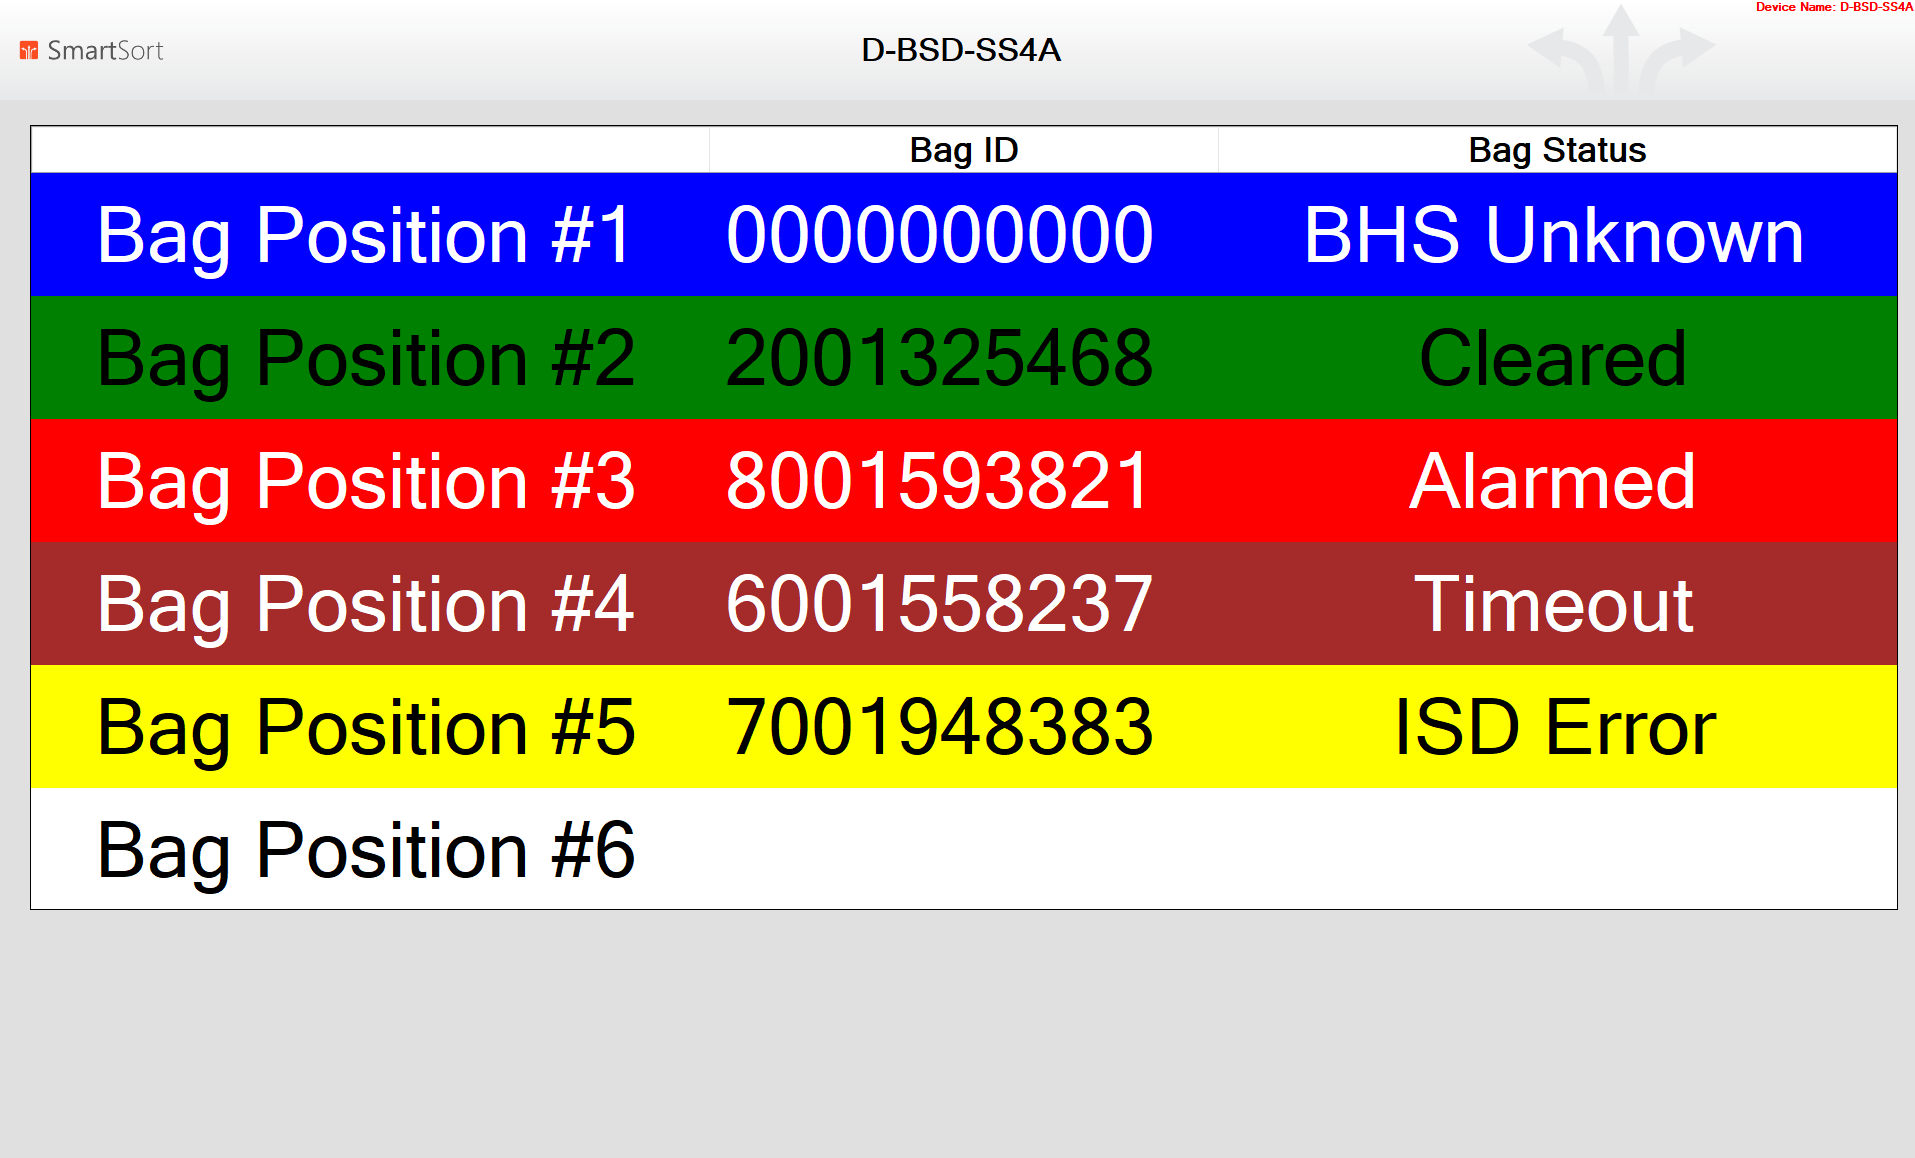 Device Name: D-BSD-SS4A
SmartSort
D-BSD-SS4A
Bag ID Bag Status
Bag Position #1 0000000000 BHS Unknown
Bag Position #2 2001325468 Cleared
Bag Position #3 8001593821 Alarmed
Bag Position #4 6001558237 Timeout
Bag Position #5 7001948383 ISD Error
Bag Position #6